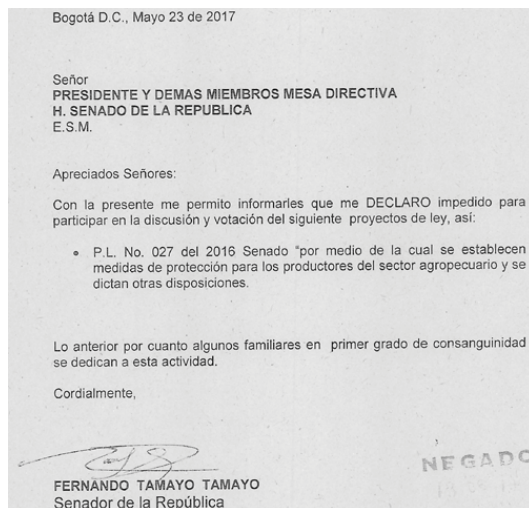 Bogotá D.C., Mayo 23 de 2017
Señor
PRESIDENTE Y DEMAS MIEMBROS MESA DIRECTIVA
H. SENADO DE LA REPUBLICA
E.S.M.
Apreciados Señores:
Con la presente me permito informarles que me DECLARO impedido para
participar en la discusión y votación del siguiente proyectos de ley, así:
• P.L. No. 027 del 2016 Senado "por medio de la cual se establecen
medidas de protección para los productores del sector agropecuario y se
dictan otras disposiciones.
Lo anterior por cuanto algunos familiares en primer grado de consanguinidad
se dedican a esta actividad.
Cordialmente,
NEGADO
FERNANDO TAMAYO TAMAYO
Senador de la República